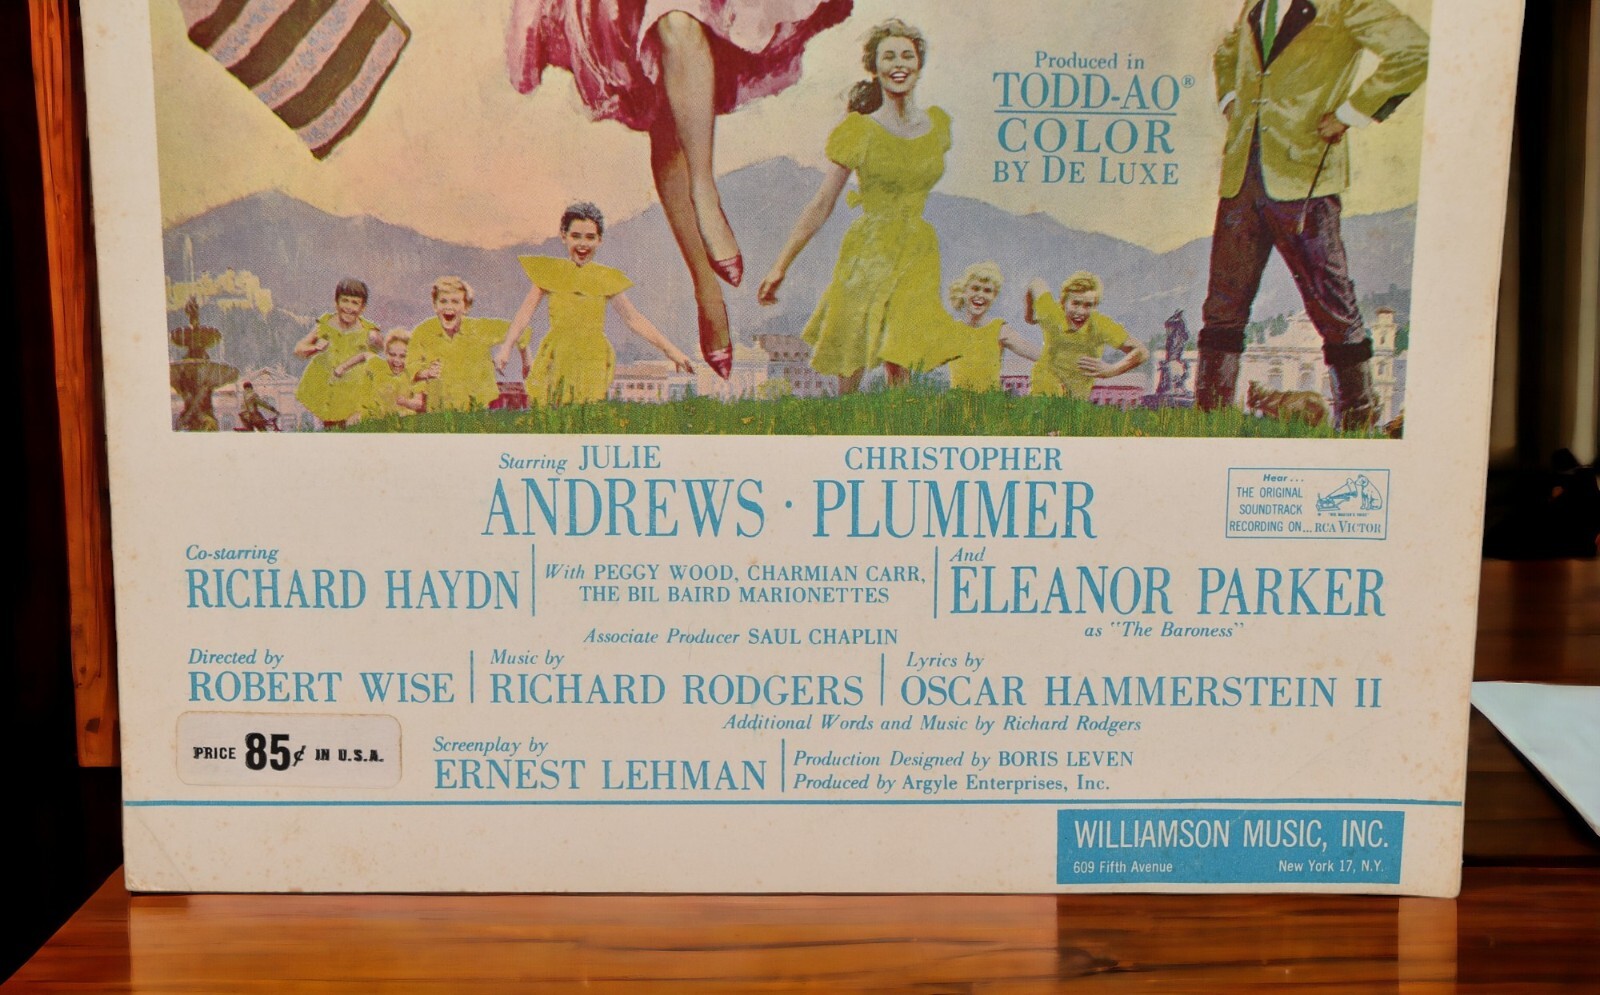 Produced in
TODD-AO®
COLOR
BY DE LUXE
Starring JULIE ANDREWS · CHRISTOPHER PLUMMER
Hear...
THE ORIGINAL
SOUNDTRACK
RECORDING ON... RCA VICTOR
Co-starring
RICHARD HAYDN
With PEGGY WOOD, CHARMIAN CARR,
THE BIL BAIRD MARIONETTES
And
ELEANOR PARKER
as "The Baroness"
Associate Producer SAUL CHAPLIN
Directed by
ROBERT WISE
Music by
RICHARD RODGERS
Lyrics by
OSCAR HAMMERSTEIN II
Additional Words and Music by Richard Rodgers
PRICE 85¢ IN U.S.A.
Screenplay by
ERNEST LEHMAN
Production Designed by BORIS LEVEN
Produced by Argyle Enterprises, Inc.
WILLIAMSON MUSIC, INC.
609 Fifth Avenue New York 17, N.Y.